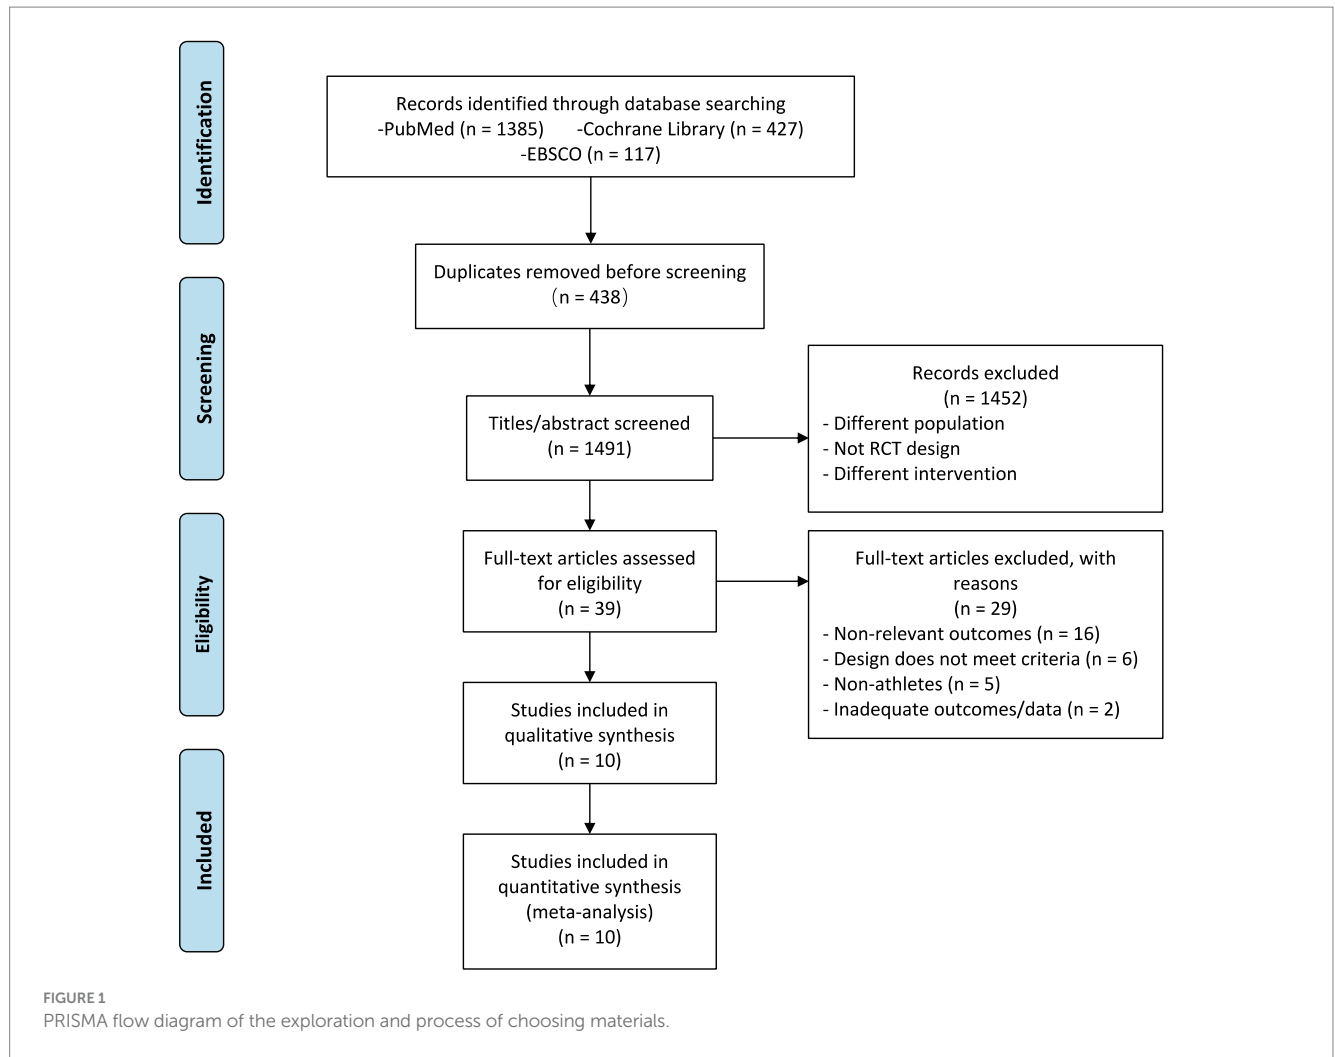 Identification
Records identified through database searching
-PubMed (n = 1385) -Cochrane Library (n = 427)
-EBSCO (n = 117)
Duplicates removed before screening
（n = 438）
Screening
Titles/abstract screened
(n = 1491)
Records excluded
(n = 1452)
- Different population
- Not RCT design
- Different intervention
Eligibility
Full-text articles assessed
for eligibility
(n = 39)
Full-text articles excluded, with
reasons
(n = 29)
- Non-relevant outcomes (n = 16)
- Design does not meet criteria (n = 6)
- Non-athletes (n = 5)
- Inadequate outcomes/data (n = 2)
Studies included in
qualitative synthesis
(n = 10)
Included
Studies included in
quantitative synthesis
(meta-analysis)
(n = 10)
FIGURE 1
PRISMA flow diagram of the exploration and process of choosing materials.